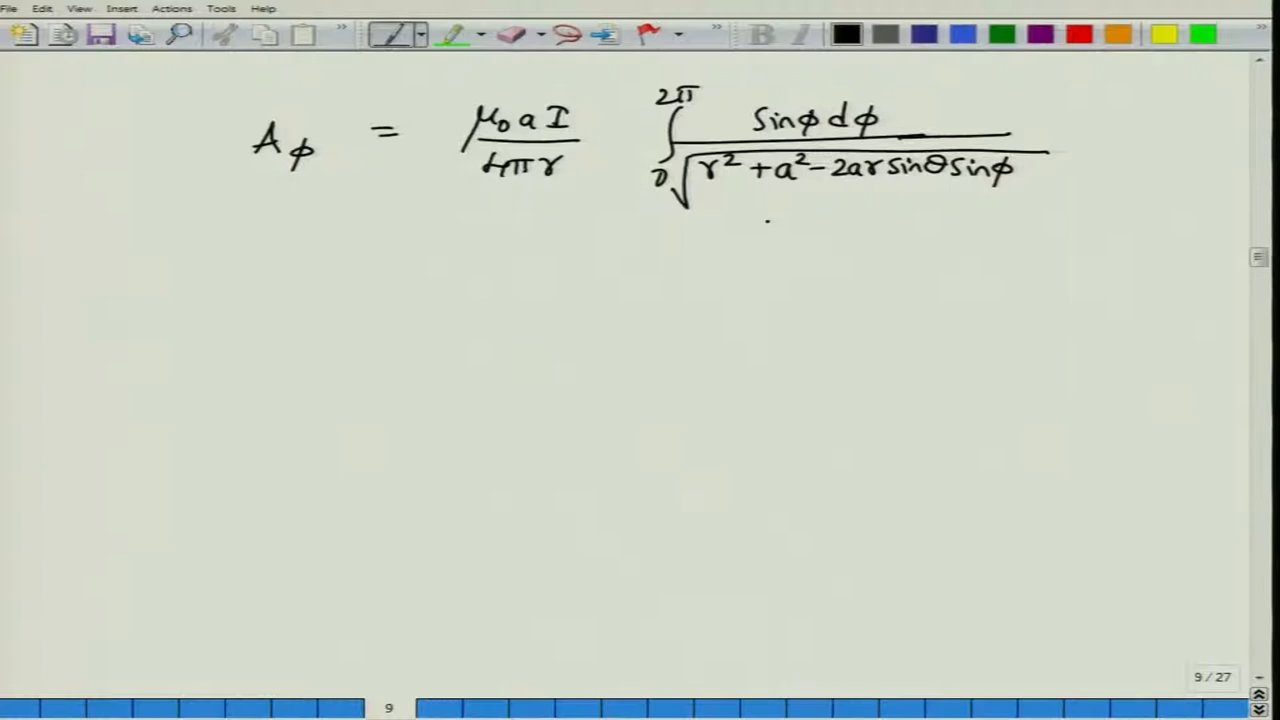 File Edit View Insert Actions Tools Help
A_φ = μ₀ a I / 4πr ∫₀^{2π} sinφ dφ / √(r² + a² − 2ar sinθ sinφ)
9 / 27
9